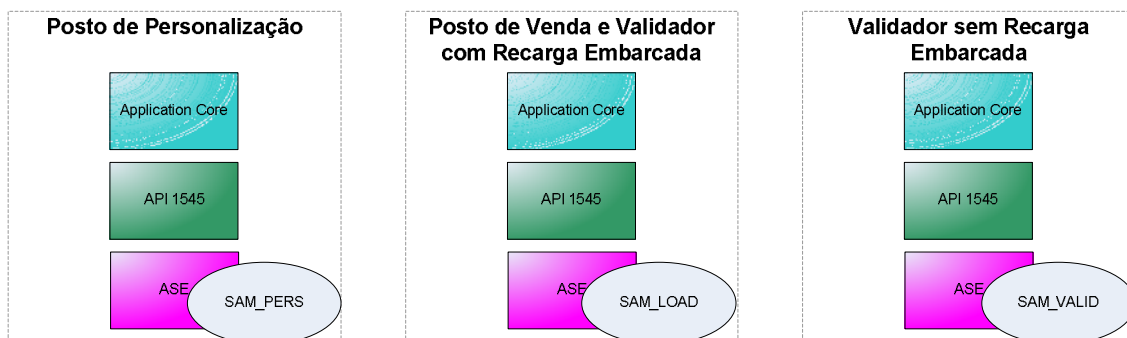 Posto de Personalização
Application Core
API 1545
ASE
SAM_PERS
Posto de Venda e Validador
com Recarga Embarcada
Application Core
API 1545
ASE
SAM_LOAD
Validador sem Recarga
Embarcada
Application Core
API 1545
ASE
SAM_VALID